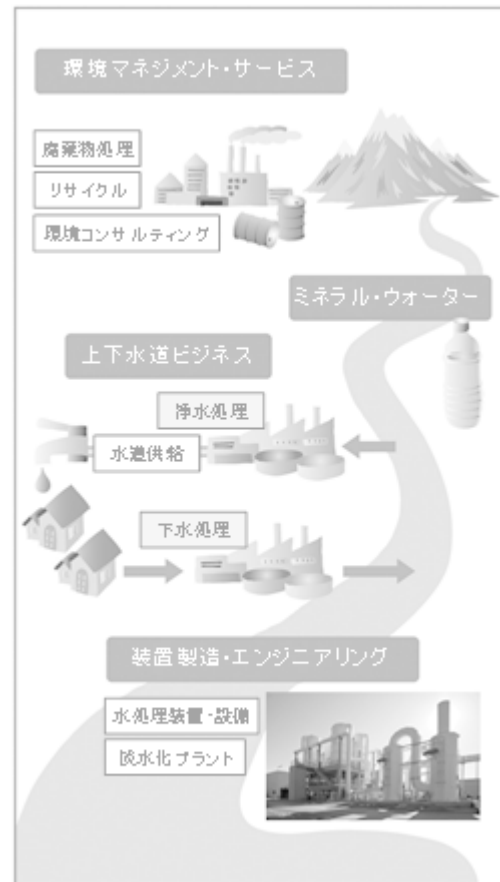 環境マネジメント・サービス
廃棄物処理
リサイクル
環境コンサルティング
ミネラル・ウォーター
上下水道ビジネス
浄水処理
水道供給
下水処理
装置製造・エンジニアリング
水処理装置・設備
淡水化プラント